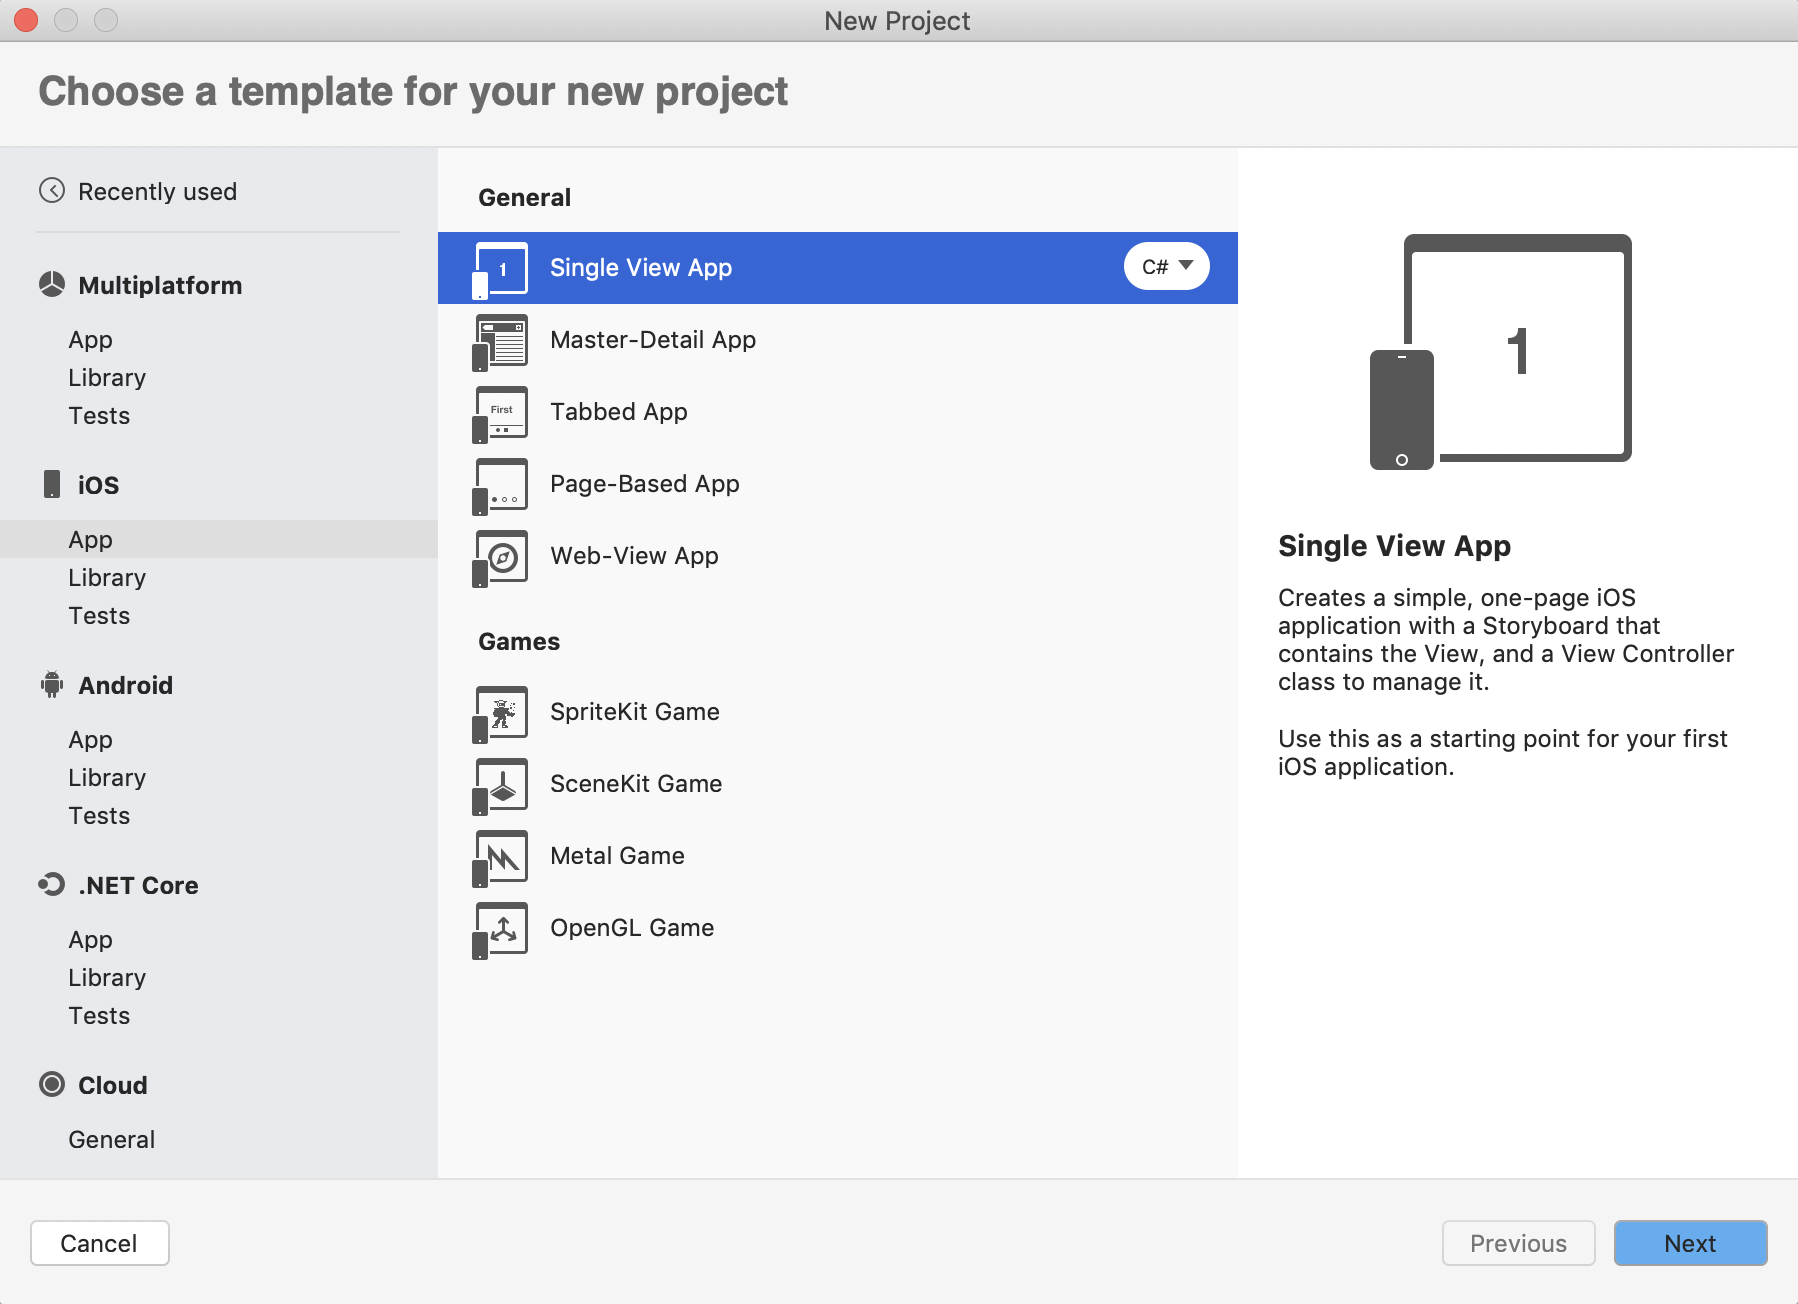 New Project
Choose a template for your new project
Recently used
Multiplatform
App
Library
Tests
iOS
App
Library
Tests
Android
App
Library
Tests
.NET Core
App
Library
Tests
Cloud
General
General
1
Single View App
C#
Master-Detail App
First
Tabbed App
Page-Based App
Web-View App
Games
SpriteKit Game
SceneKit Game
Metal Game
OpenGL Game
1
Single View App
Creates a simple, one-page iOS
application with a Storyboard that
contains the View, and a View Controller
class to manage it.
Use this as a starting point for your first
iOS application.
Cancel
Previous
Next